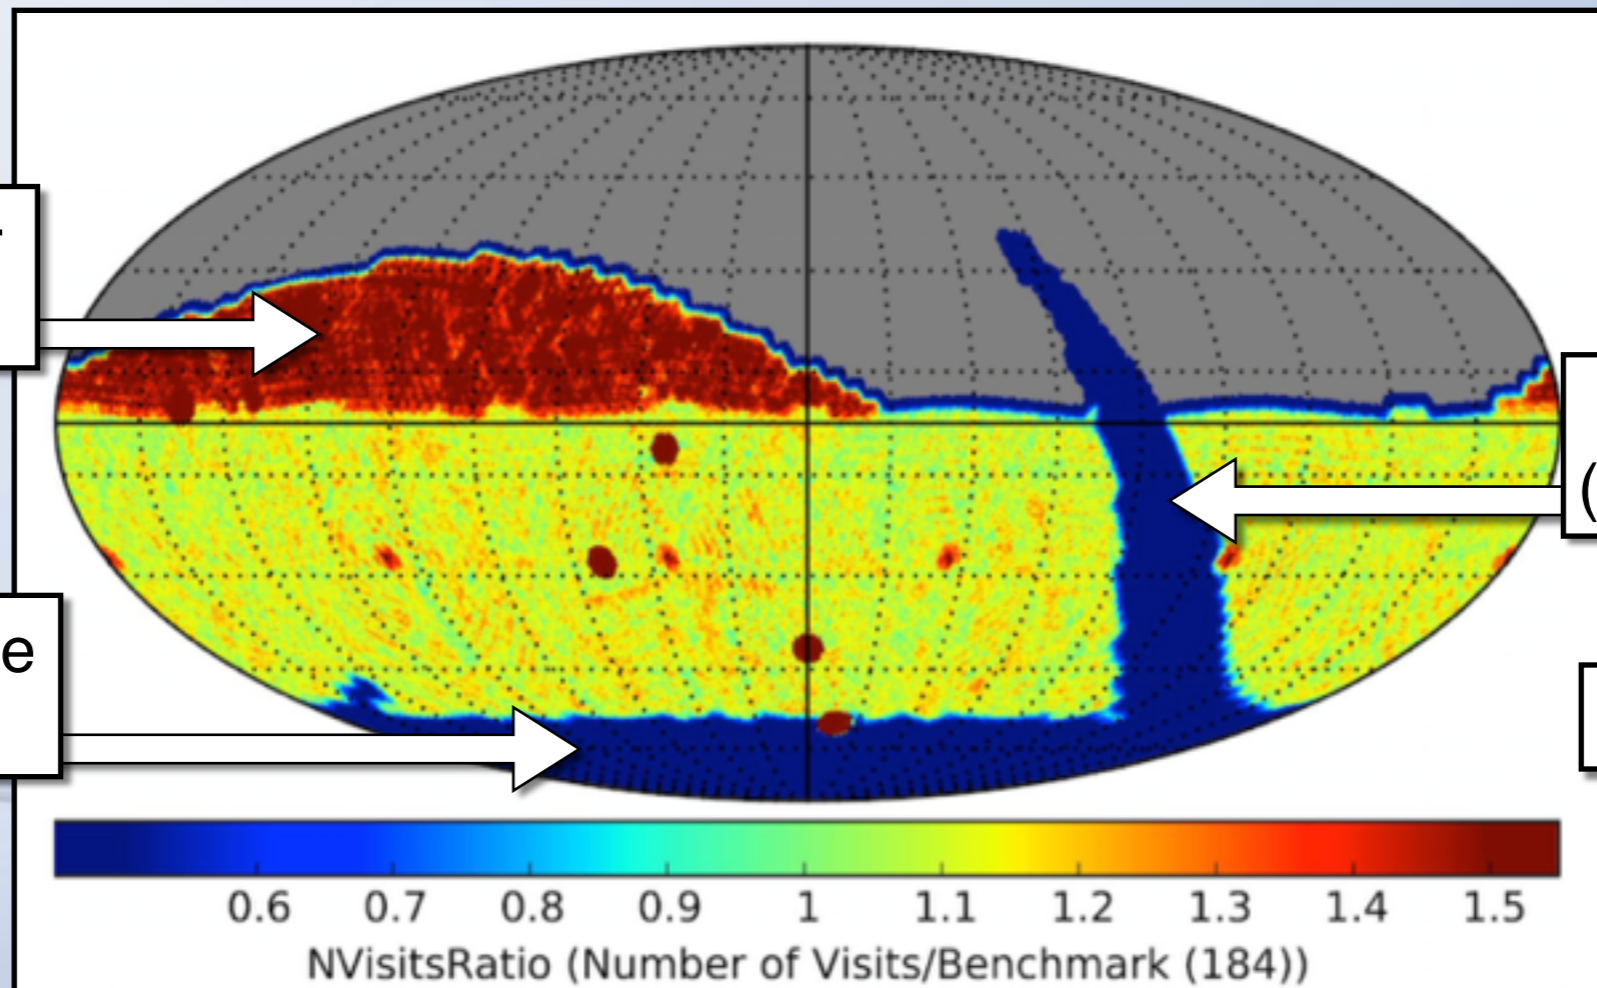 e
(
0.6 0.7 0.8 0.9 1 1.1 1.2 1.3 1.4 1.5
NVisitsRatio (Number of Visits/Benchmark (184))